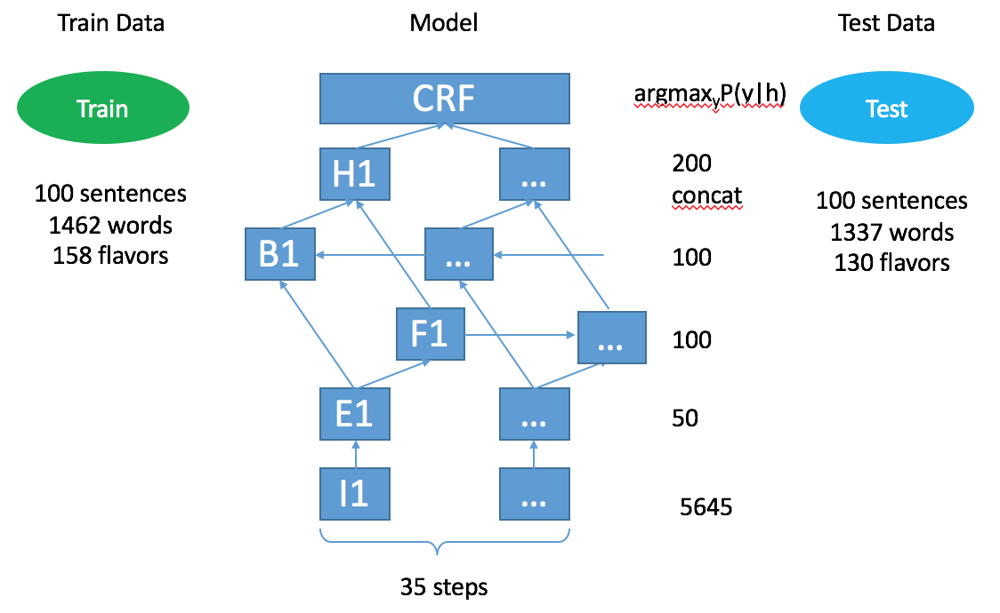 Train Data
Model
Test Data
Train
CRF
argmaxyP(y|h)
Test
H1
...
200
concat
100 sentences
1462 words
158 flavors
100 sentences
1337 words
130 flavors
B1
...
100
F1
...
100
E1
...
50
I1
...
5645
35 steps